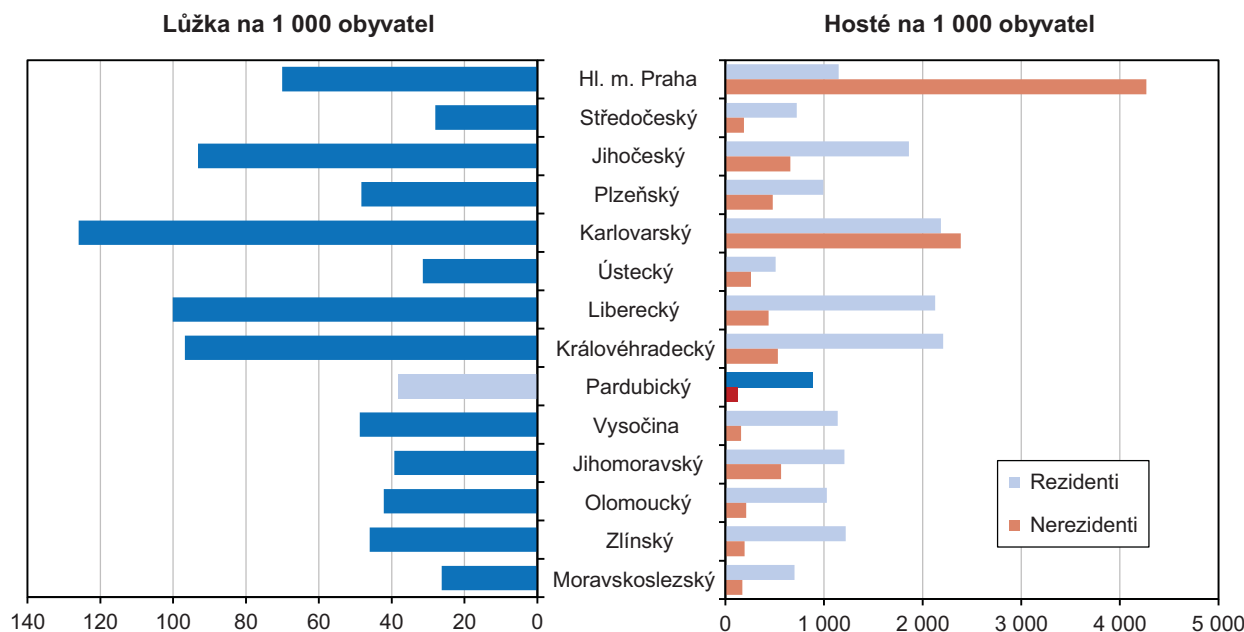 Lůžka na 1 000 obyvatel
Hosté na 1 000 obyvatel
Hl. m. Praha
Středočeský
Jihočeský
Plzeňský
Karlovarský
Ústecký
Liberecký
Královéhradecký
Pardubický
Vysočina
Jihomoravský
Olomoucký
Zlínský
Moravskoslezský
Rezidenti
Nerezidenti
140 120 100 80 60 40 20 0
0 1 000 2 000 3 000 4 000 5 000